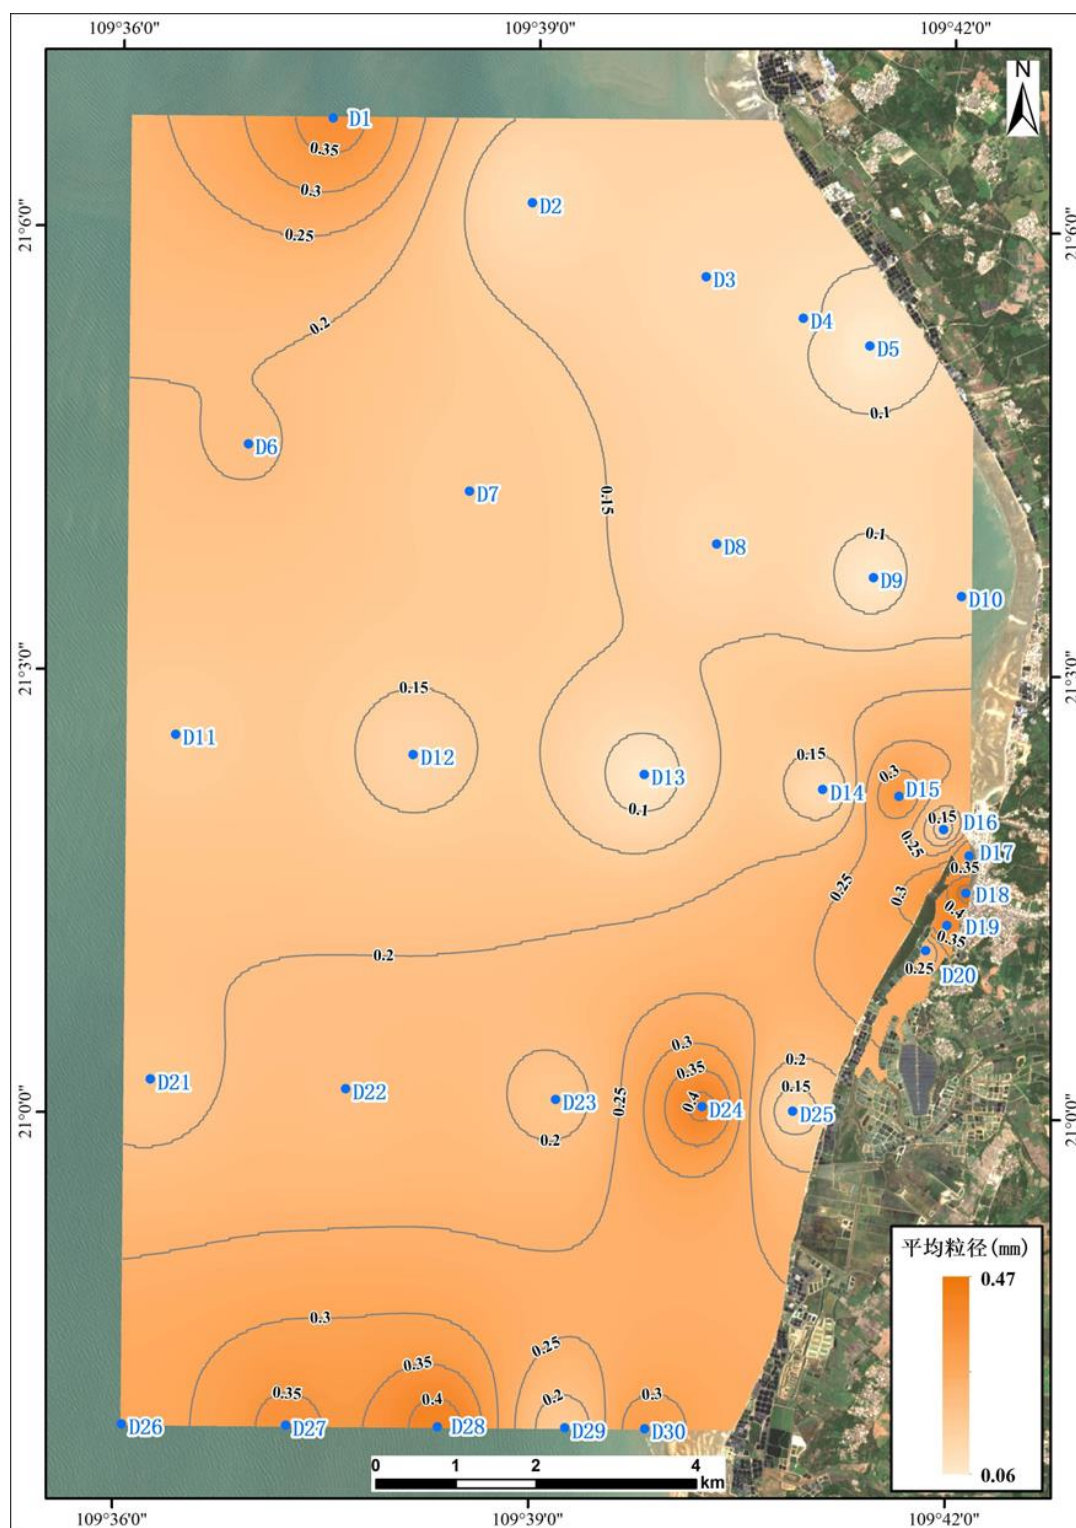 109°36'0" 109°39'0" 109°42'0"
N
D1
0.35
0.3
0.25
D2
21°6'0" 21°6'0"
D3
0.2
D4
D5
0.1
D6
D7
0.15
D8
0.1
D9
D10
21°3'0" 21°3'0"
0.15
D11
D12
D13
0.1
0.15
D14
0.3
D15
0.15
D16
0.25
D17
0.35
0.25
0.3
D18
0.4
D19
0.35
0.2
0.25
D20
0.3
0.35
0.2
0.15
D21
D22
D23
0.25
0.4
D24
D25
21°0'0" 21°0'0"
0.2
平均粒径(mm)
0.47
0.06
0.3
0.25
0.35
0.35
0.4
0.2
0.3
D26
D27
D28
D29
D30
0 1 2 4
km
109°36'0" 109°39'0" 109°42'0"